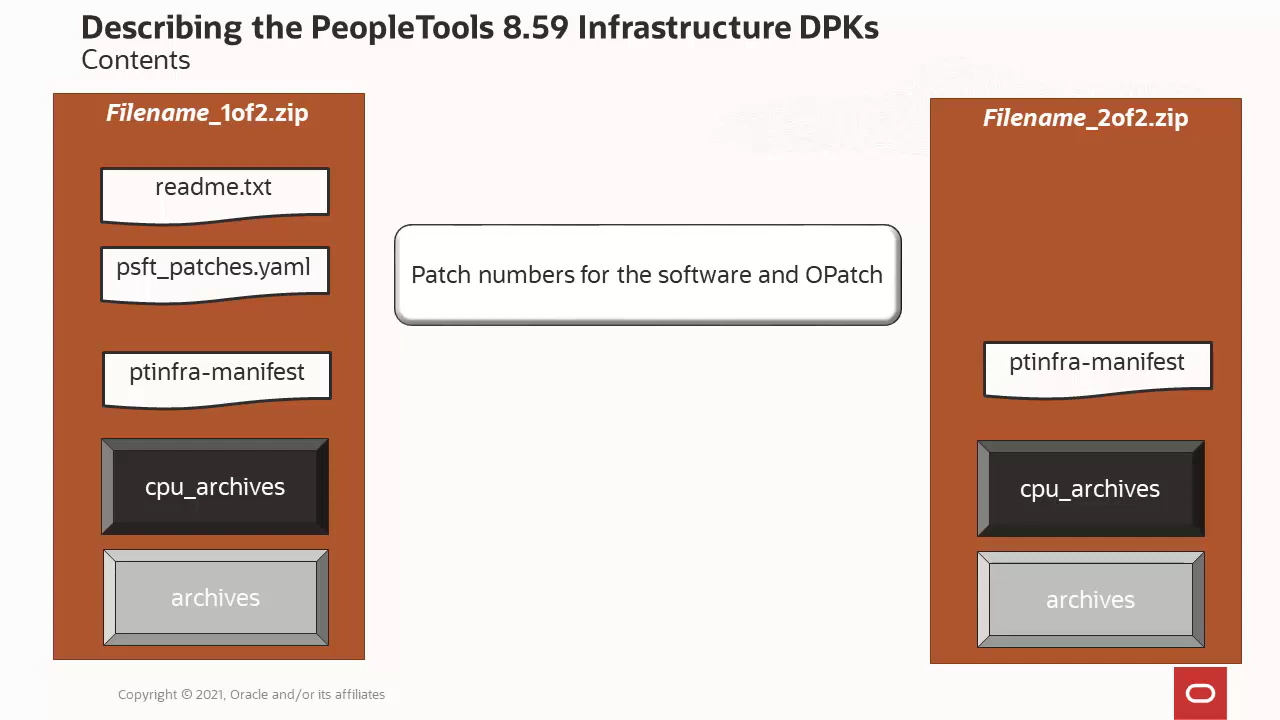 Describing the PeopleTools 8.59 Infrastructure DPKs
Contents
Filename_1of2.zip
readme.txt
psft_patches.yaml
ptinfra-manifest
cpu_archives
archives
Patch numbers for the software and OPatch
Filename_2of2.zip
ptinfra-manifest
cpu_archives
archives
Copyright © 2021, Oracle and/or its affiliates